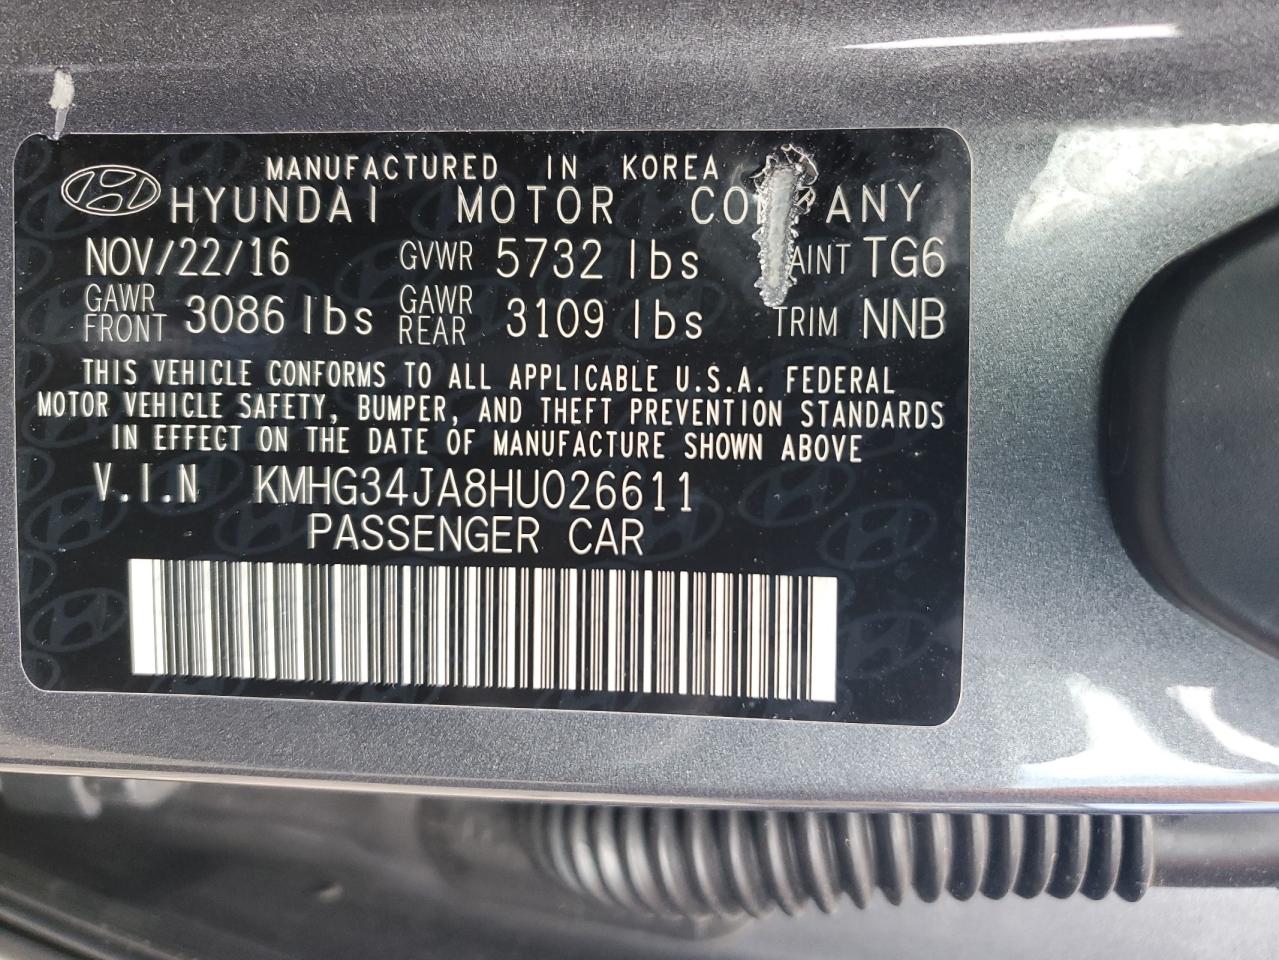 MANUFACTURED IN KOREA
HYUNDAI MOTOR COMPANY
NOV/22/16 GVWR 5732 lbs PAINT TG6
GAWR FRONT 3086 lbs GAWR REAR 3109 lbs TRIM NNB
THIS VEHICLE CONFORMS TO ALL APPLICABLE U.S.A. FEDERAL
MOTOR VEHICLE SAFETY, BUMPER, AND THEFT PREVENTION STANDARDS
IN EFFECT ON THE DATE OF MANUFACTURE SHOWN ABOVE
V.I.N KMHG34JA8HU026611
PASSENGER CAR